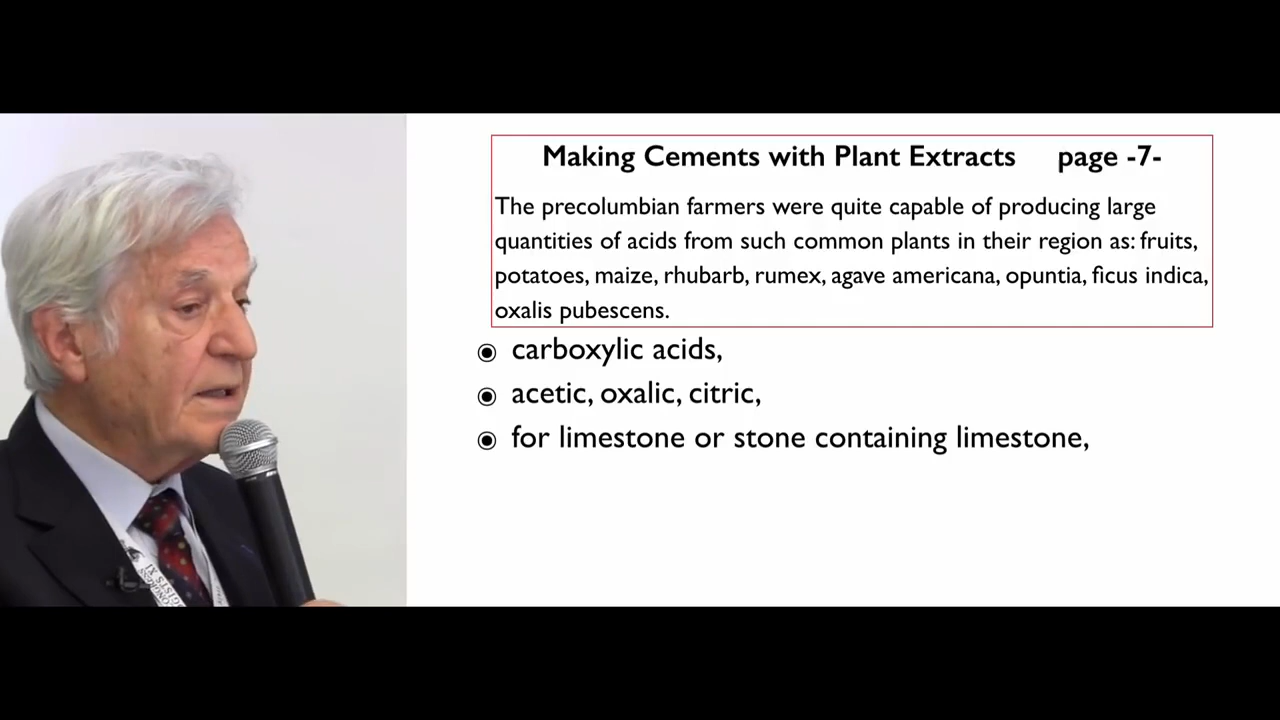 Making Cements with Plant Extracts page -7-
The precolumbian farmers were quite capable of producing large
quantities of acids from such common plants in their region as: fruits,
potatoes, maize, rhubarb, rumex, agave americana, opuntia, ficus indica,
oxalis pubescens.
carboxylic acids,
acetic, oxalic, citric,
for limestone or stone containing limestone,